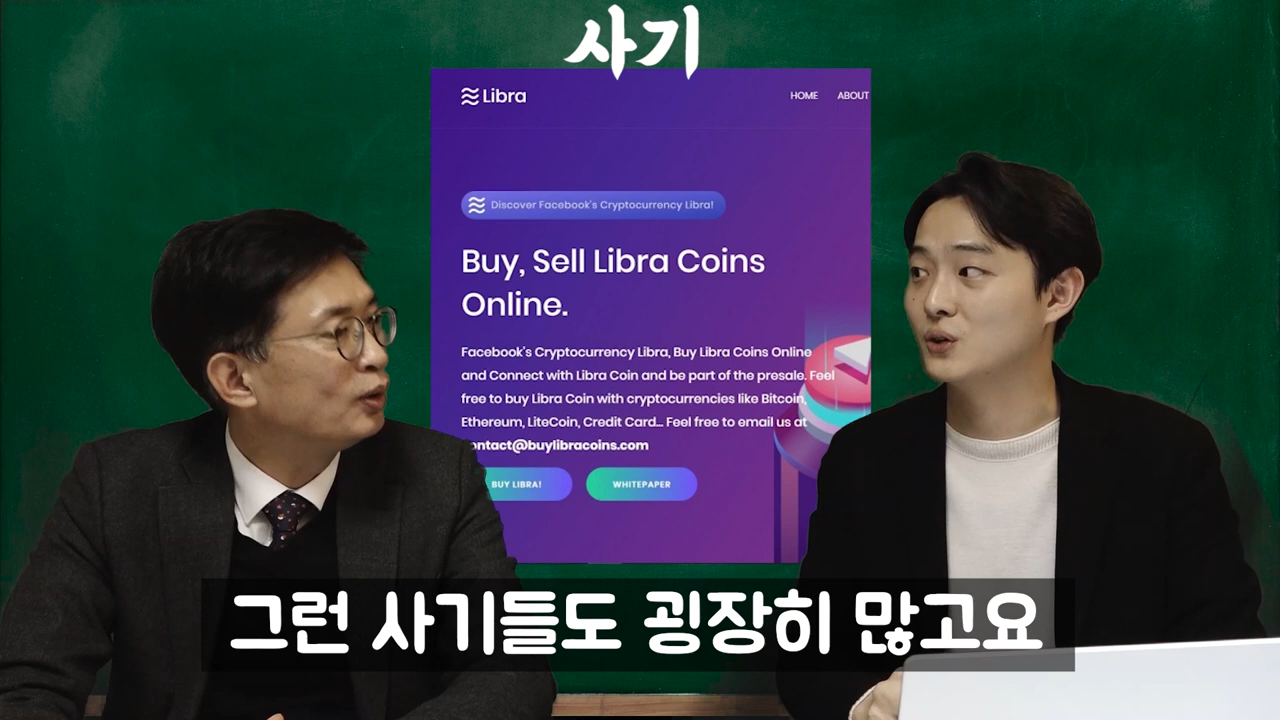 사기
Libra
HOME ABOUT
Discover Facebook's Cryptocurrency Libra!
Buy, Sell Libra Coins
Online.
Facebook's Cryptocurrency Libra, Buy Libra Coins Online
and Connect with Libra Coin and be part of the presale. Feel
free to buy Libra Coin with cryptocurrencies like Bitcoin,
Ethereum, LiteCoin, Credit Card... Feel free to email us at
ontact@buylibracoins.com
BUY LIBRA! WHITEPAPER
그런 사기들도 굉장히 많고요